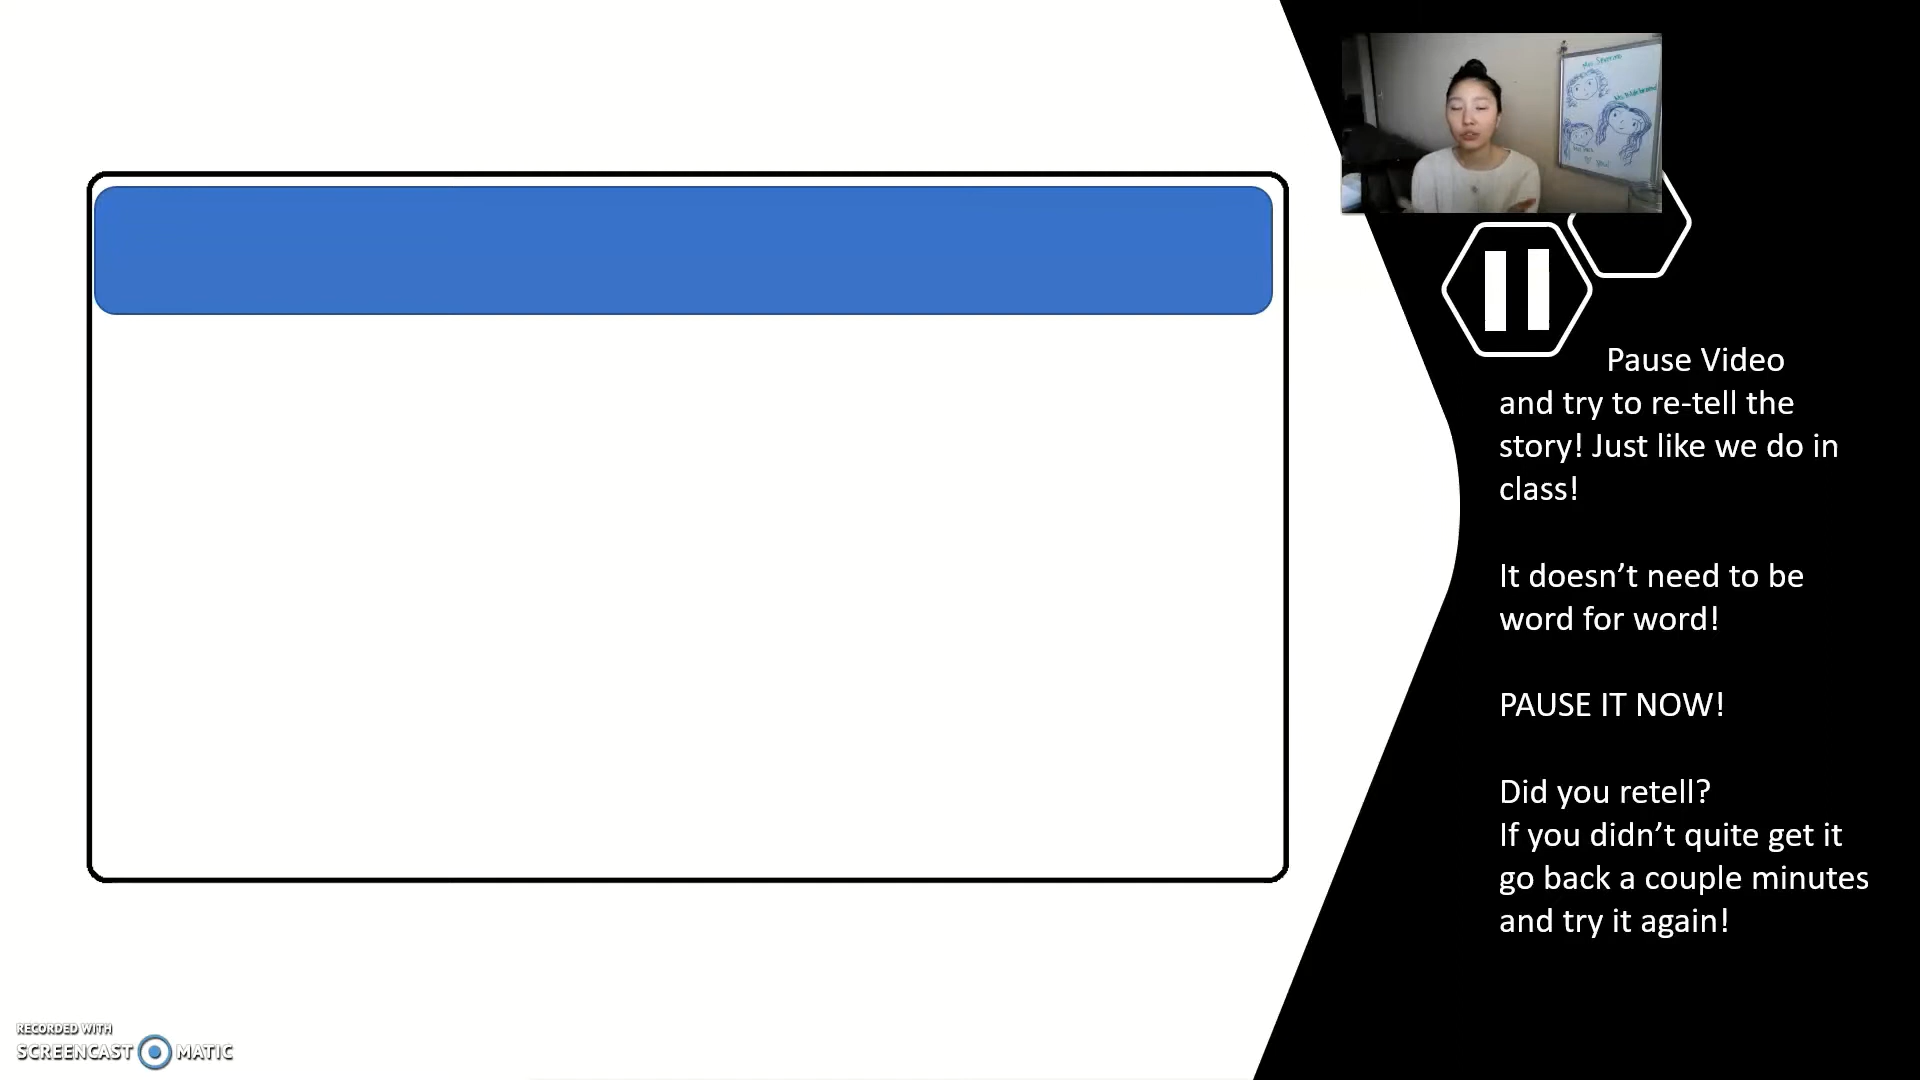 Pause Video
and try to re-tell the
story! Just like we do in
class!
It doesn’t need to be
word for word!
PAUSE IT NOW!
Did you retell?
If you didn’t quite get it
go back a couple minutes
and try it again!
RECORDED WITH
SCREENCAST MATIC